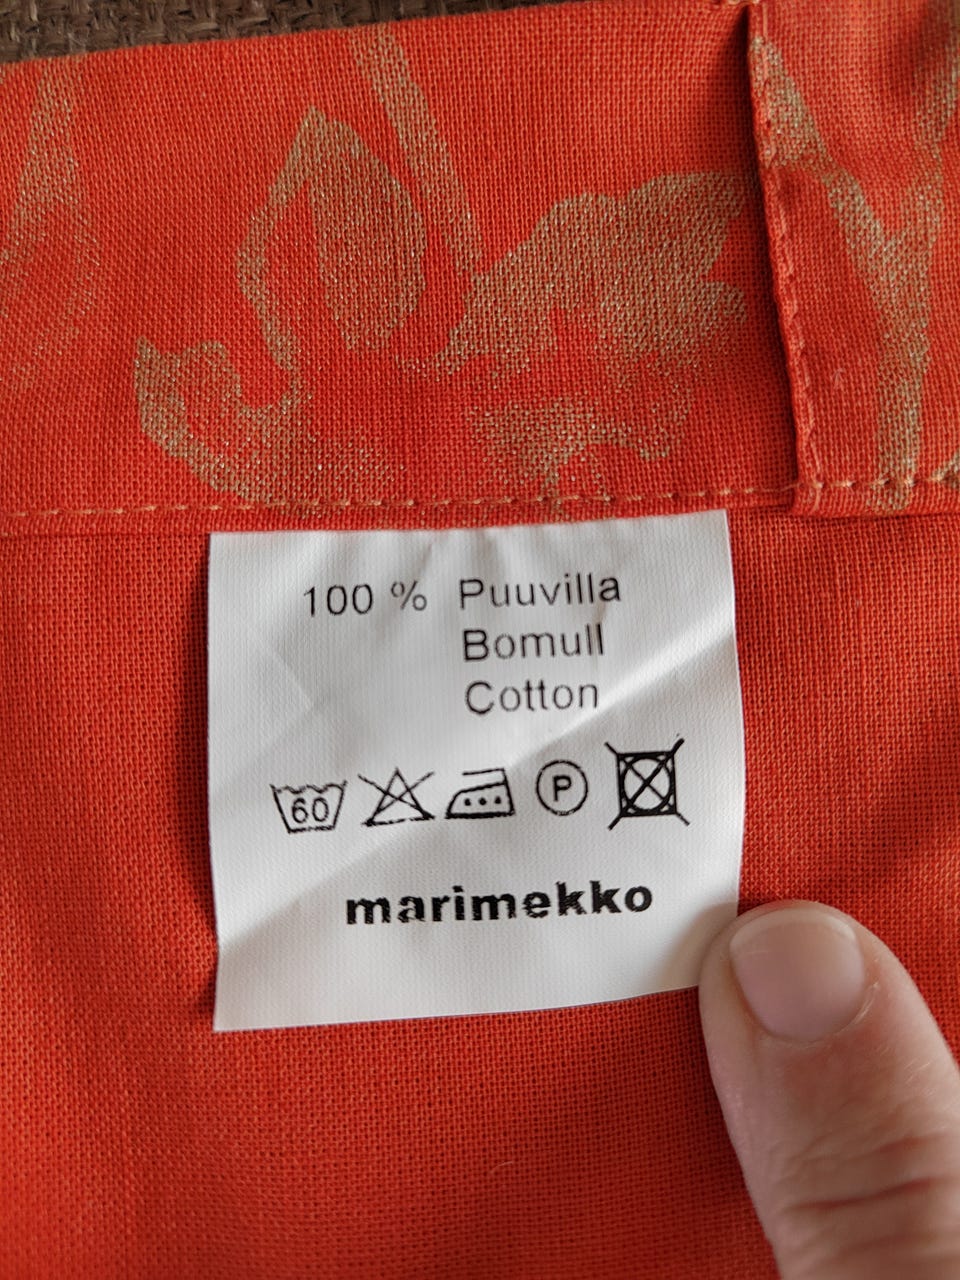 100 % Puuvilla
Bomull
Cotton
60 P
marimekko